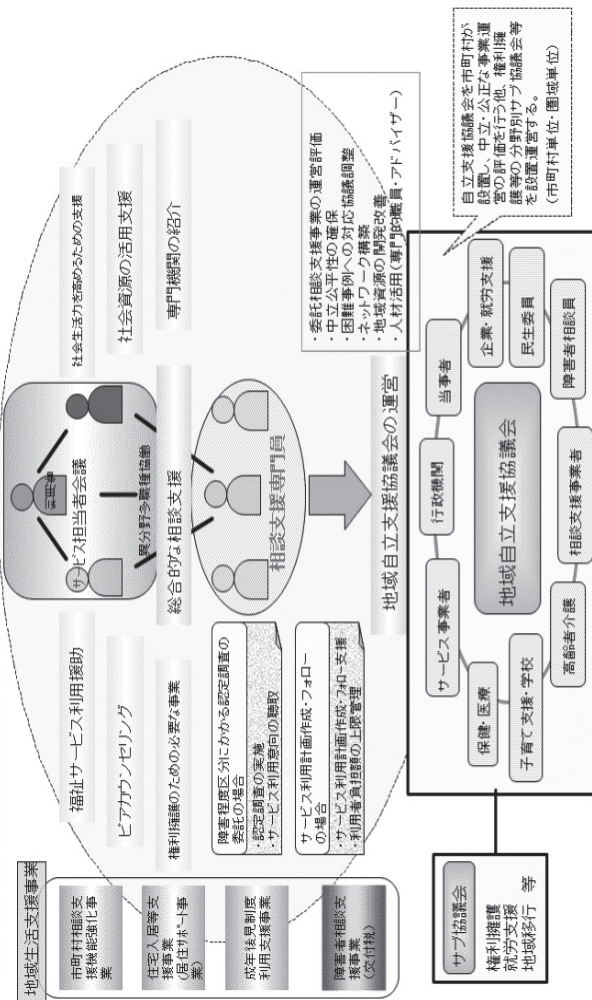 地域生活支援事業
市町村相談支
援機能強化事
業
住宅入居等支
援事業
(居住サポート事
業)
成年後見制度
利用支援事業
障害者相談支
援事業
(交付税)
福祉サービス利用援助
ピアカウンセリング
権利擁護のための必要な事業
サービス担当者会議
異分野多職種協働
総合的な相談支援
社会生活力を高めるための支援
社会資源の活用支援
専門機関の紹介
障害程度区分にかかる認定調査の
委託の場合
・認定調査の実施
・サービス利用意向の聴取
サービス利用計画作成・フォロー
の場合
・サービス利用計画作成・フォロー支援
・利用者負担額の上限管理
相談支援専門員
地域自立支援協議会の運営
・委託相談支援事業の運営評価
・中立公平性の確保
・困難事例への対応協議調整
・ネットワーク構築
・地域資源の開発改善
・人材活用(専門的職員・アドバイザー)
自立支援協議会を市町村が
設置し、中立・公正な事業運
営の評価を行う他、権利擁
護等の分野別サブ協議会等
を設置運営する。
(市町村単位・圏域単位)
サブ協議会
権利擁護
就労支援
地域移行 等
サービス事業者
行政機関
当事者
保健・医療
企業・就労支援
地域自立支援協議会
子育て支援・学校
民生委員
高齢者介護
相談支援事業者
障害者相談員